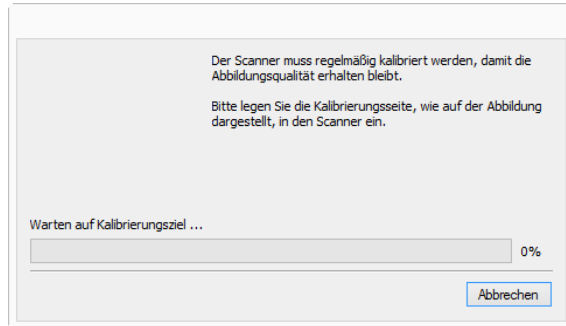 Der Scanner muss regelmäßig kalibriert werden, damit die
Abbildungsqualität erhalten bleibt.
Bitte legen Sie die Kalibrierungsseite, wie auf der Abbildung
dargestellt, in den Scanner ein.
Warten auf Kalibrierungsziel ...
0%
Abbrechen